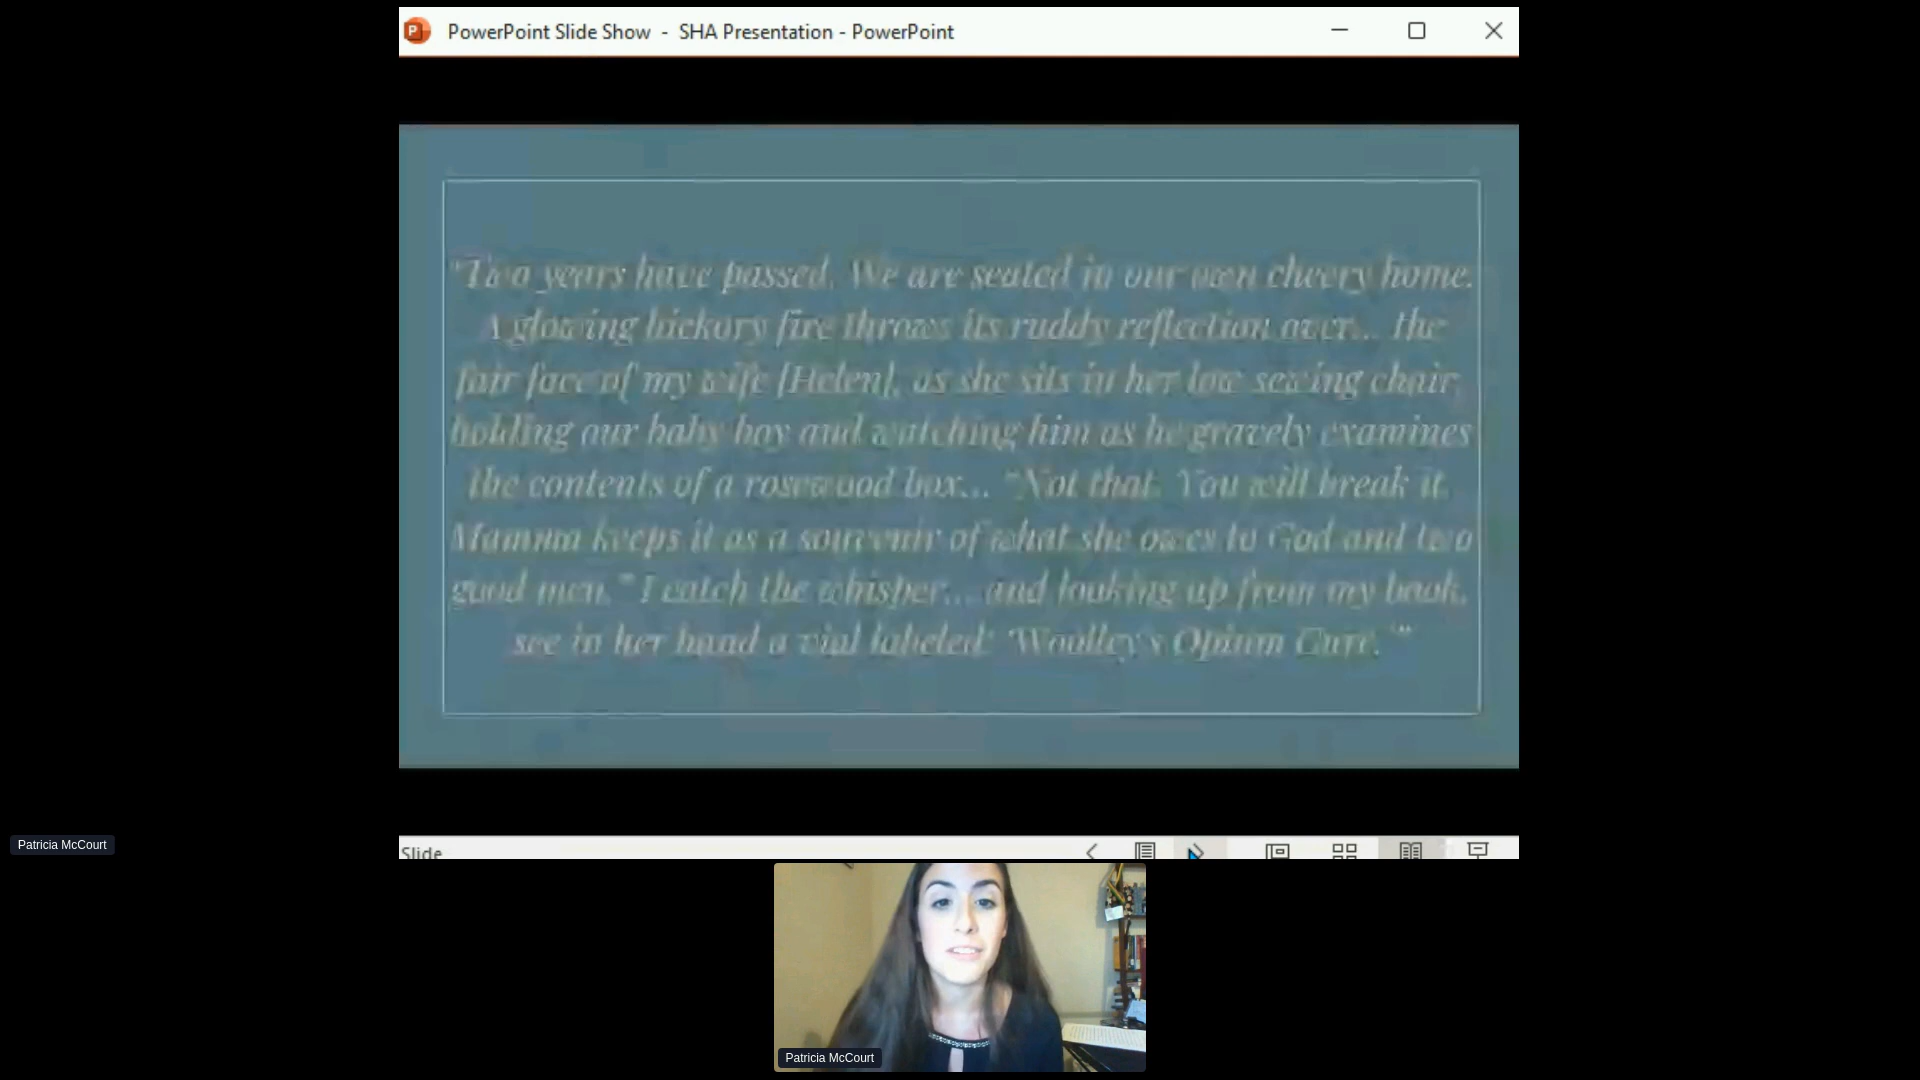 PowerPoint Slide Show - SHA Presentation - PowerPoint
"Two years have passed. We are seated in our own cheery home.
A glowing hickory fire throws its ruddy reflection over... the
fair face of my wife [Helen], as she sits in her low sewing chair,
holding our baby boy and watching him as he gravely examines
the contents of a rosewood box... "Not that. You will break it.
Mamma keeps it as a souvenir of what she owes to God and two
good men." I catch the whisper... and looking up from my book,
see in her hand a vial labeled: 'Woolley's Opium Cure.'"
Patricia McCourt
Slide
Patricia McCourt